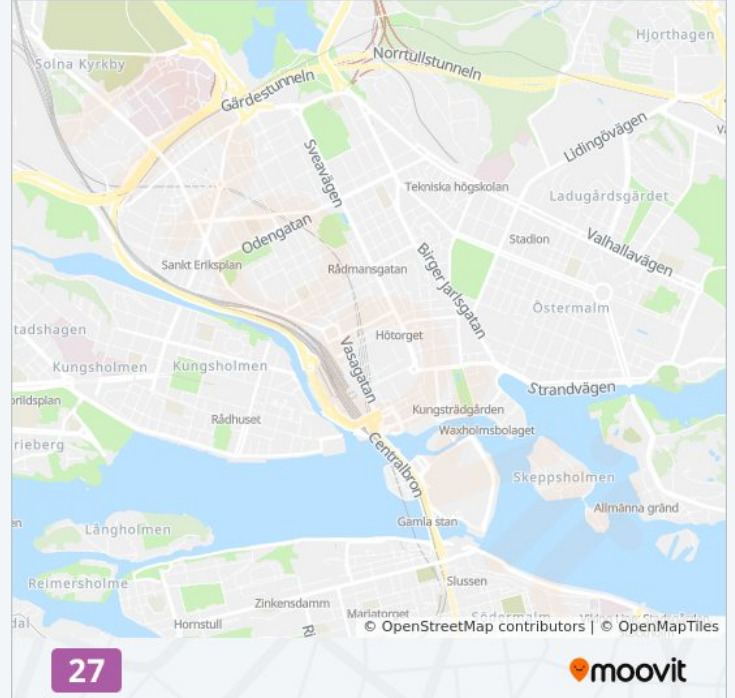 Hjorthagen
Norrtullstunneln
Solna Kyrkby
Gärdestunneln
Lidingövägen
Sveavägen
Tekniska högskolan
Ladugårdsgärdet
Odengatan
Stadion
Valhallavägen
Sankt Eriksplan
Rådmansgatan
Birger Jarlsgatan
Östermalm
tadshagen
Hötorget
Kungsholmen
Kungsholmen
Vasagatan
Strandvägen
Rådhuset
Kungsträdgården
Waxholmsbolaget
rieberg
Centralbron
Skeppsholmen
Allmänna gränd
Långholmen
Gamla stan
Reimersholme
Slussen
Zinkensdamm
Mariatorget
Hornstull
© OpenStreetMap contributors | © OpenMapTiles
27
moovit